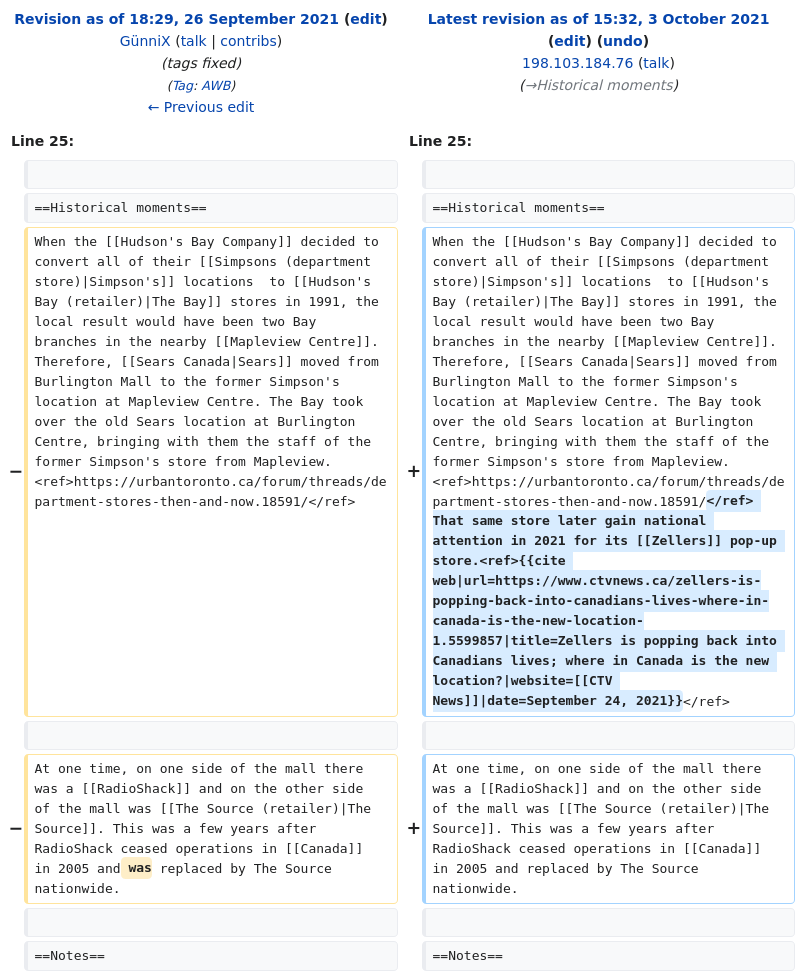 Revision as of 18:29, 26 September 2021 (edit)
GünniX (talk | contribs)
(tags fixed)
(Tag: AWB)
← Previous edit
Latest revision as of 15:32, 3 October 2021
(edit) (undo)
198.103.184.76 (talk)
(→Historical moments)
Line 25:
Line 25:
==Historical moments==
==Historical moments==
−
When the [[Hudson's Bay Company]] decided to
convert all of their [[Simpsons (department
store)|Simpson's]] locations  to [[Hudson's
Bay (retailer)|The Bay]] stores in 1991, the
local result would have been two Bay
branches in the nearby [[Mapleview Centre]].
Therefore, [[Sears Canada|Sears]] moved from
Burlington Mall to the former Simpson's
location at Mapleview Centre. The Bay took
over the old Sears location at Burlington
Centre, bringing with them the staff of the
former Simpson's store from Mapleview.
<ref>https://urbantoronto.ca/forum/threads/de
partment-stores-then-and-now.18591/</ref>
+
When the [[Hudson's Bay Company]] decided to
convert all of their [[Simpsons (department
store)|Simpson's]] locations  to [[Hudson's
Bay (retailer)|The Bay]] stores in 1991, the
local result would have been two Bay
branches in the nearby [[Mapleview Centre]].
Therefore, [[Sears Canada|Sears]] moved from
Burlington Mall to the former Simpson's
location at Mapleview Centre. The Bay took
over the old Sears location at Burlington
Centre, bringing with them the staff of the
former Simpson's store from Mapleview.
<ref>https://urbantoronto.ca/forum/threads/de
partment-stores-then-and-now.18591/</ref>
That same store later gain national
attention in 2021 for its [[Zellers]] pop-up
store.<ref>{{cite
web|url=https://www.ctvnews.ca/zellers-is-
popping-back-into-canadians-lives-where-in-
canada-is-the-new-location-
1.5599857|title=Zellers is popping back into
Canadians lives; where in Canada is the new
location?|website=[[CTV
News]]|date=September 24, 2021}}</ref>
−
At one time, on one side of the mall there
was a [[RadioShack]] and on the other side
of the mall was [[The Source (retailer)|The
Source]]. This was a few years after
RadioShack ceased operations in [[Canada]]
in 2005 and was replaced by The Source
nationwide.
+
At one time, on one side of the mall there
was a [[RadioShack]] and on the other side
of the mall was [[The Source (retailer)|The
Source]]. This was a few years after
RadioShack ceased operations in [[Canada]]
in 2005 and replaced by The Source
nationwide.
==Notes==
==Notes==